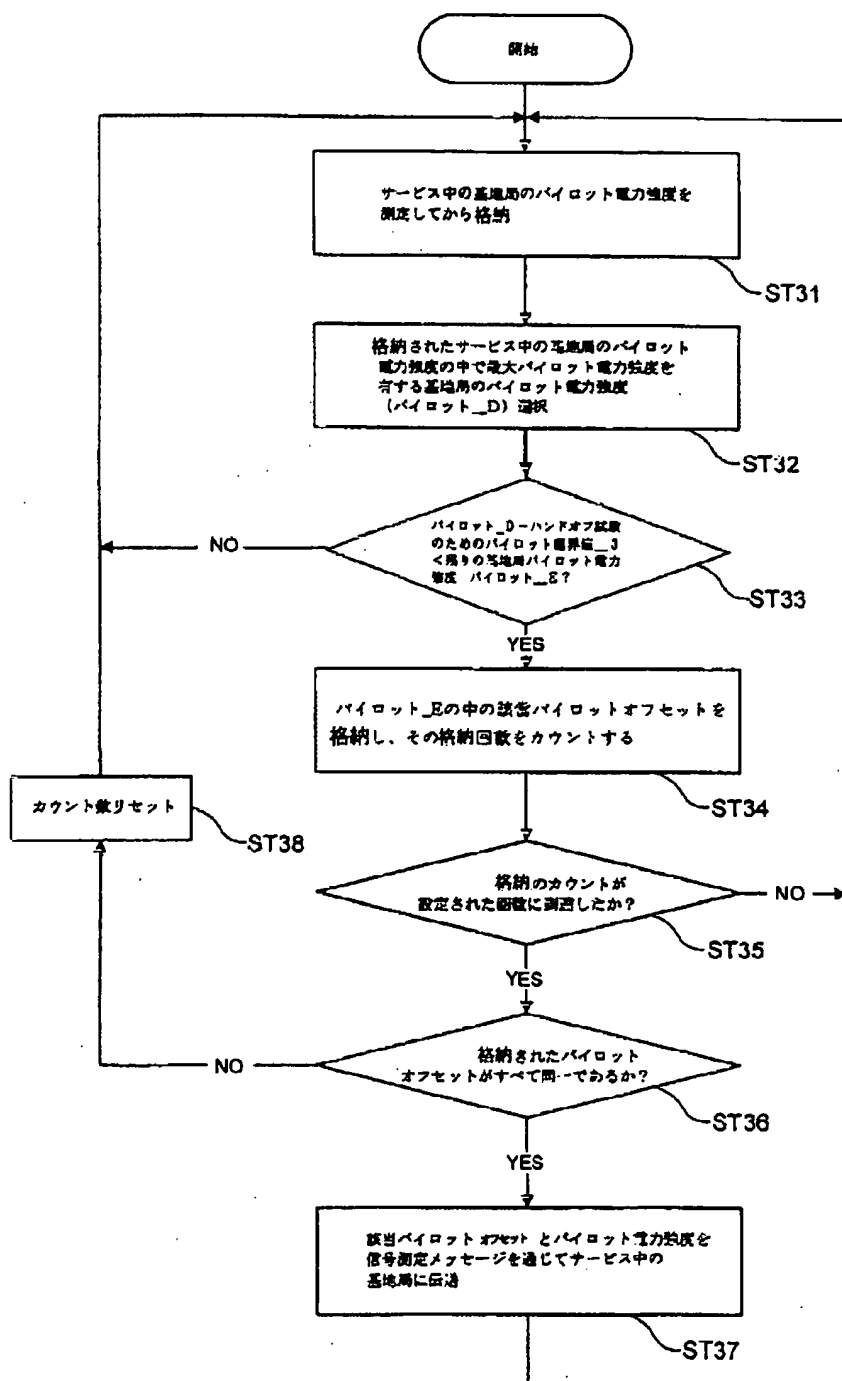 開始
サービス中の基地局のパイロット電力強度を
測定してから格納
ST31
格納されたサービス中の基地局のパイロット
電力強度の中で最大パイロット電力強度を
有する基地局のパイロット電力強度
(パイロット_D) 選択
ST32
パイロット_D－ハンドオフ試験
のためのパイロット臨界値_3
＜残りの基地局パイロット電力
強度 パイロット_E?
NO
ST33
YES
パイロット_Eの中の該当パイロットオフセットを
格納し、その格納回数をカウントする
ST34
カウント数リセット
ST38
格納のカウントが
設定された回数に到達したか?
NO
ST35
YES
格納されたパイロット
オフセットがすべて同一であるか?
NO
ST36
YES
該当パイロットオフセットとパイロット電力強度を
信号測定メッセージを通じてサービス中の
基地局に伝送
ST37